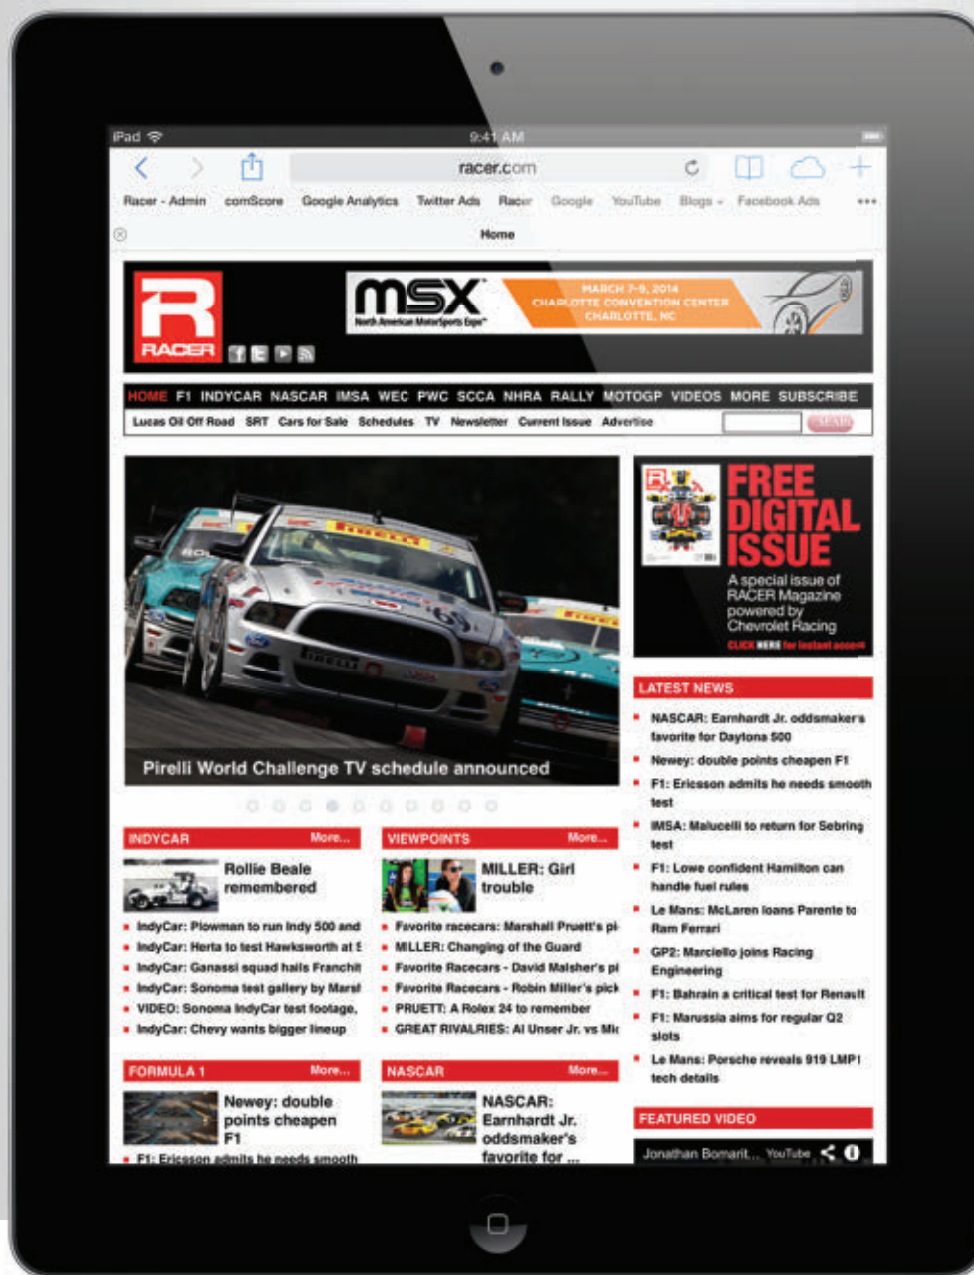 iPad
9:41 AM
racer.com
Racer - Admin comScore Google Analytics Twitter Ads Racer Google YouTube Blogs Facebook Ads
Home
R
RACER
msx™
North American MotorSports Expo™
MARCH 7-9, 2014
CHARLOTTE CONVENTION CENTER
CHARLOTTE, NC
HOME F1 INDYCAR NASCAR IMSA WEC PWC SCCA NHRA RALLY MOTOGP VIDEOS MORE SUBSCRIBE
Lucas Oil Off Road SRT Cars for Sale Schedules TV Newsletter Current Issue Advertise
PIRELLI
PIRELLI
Pirelli World Challenge TV schedule announced
FREE
DIGITAL
ISSUE
A special issue of
RACER Magazine
powered by
Chevrolet Racing
CLICK HERE for instant access
LATEST NEWS
NASCAR: Earnhardt Jr. oddsmaker's
favorite for Daytona 500
Newey: double points cheapen F1
F1: Ericsson admits he needs smooth
test
IMSA: Malucelli to return for Sebring
test
F1: Lowe confident Hamilton can
handle fuel rules
Le Mans: McLaren loans Parente to
Ram Ferrari
GP2: Marciello joins Racing
Engineering
F1: Bahrain a critical test for Renault
F1: Marussia aims for regular Q2
slots
Le Mans: Porsche reveals 919 LMP1
tech details
FEATURED VIDEO
Jonathan Bomarit... YouTube
INDYCAR More...
Rollie Beale
remembered
IndyCar: Plowman to run Indy 500 and
IndyCar: Herta to test Hawksworth at
IndyCar: Ganassi squad hails Franchit
IndyCar: Sonoma test gallery by Marsh
VIDEO: Sonoma IndyCar test footage,
IndyCar: Chevy wants bigger lineup
VIEWPOINTS More...
MILLER: Girl
trouble
Favorite racecars: Marshall Pruett's pi
MILLER: Changing of the Guard
Favorite Racecars - David Malsher's pi
Favorite Racecars - Robin Miller's pick
PRUETT: A Rolex 24 to remember
GREAT RIVALRIES: Al Unser Jr. vs Mic
FORMULA 1 More...
Newey: double
points cheapen
F1
F1: Ericsson admits he needs smooth
NASCAR More...
NASCAR:
Earnhardt Jr.
oddsmaker's
favorite for ...